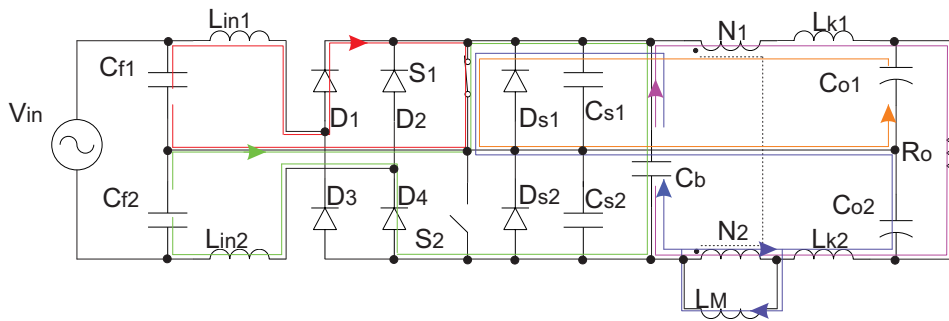 Lin1
N1
Lk1
Cf1
S1
Co1
Vin
D1
D2
Ds1
Cs1
Ro
Cb
Cf2
D3
D4
Ds2
Cs2
Co2
S2
N2
Lin2
Lk2
LM